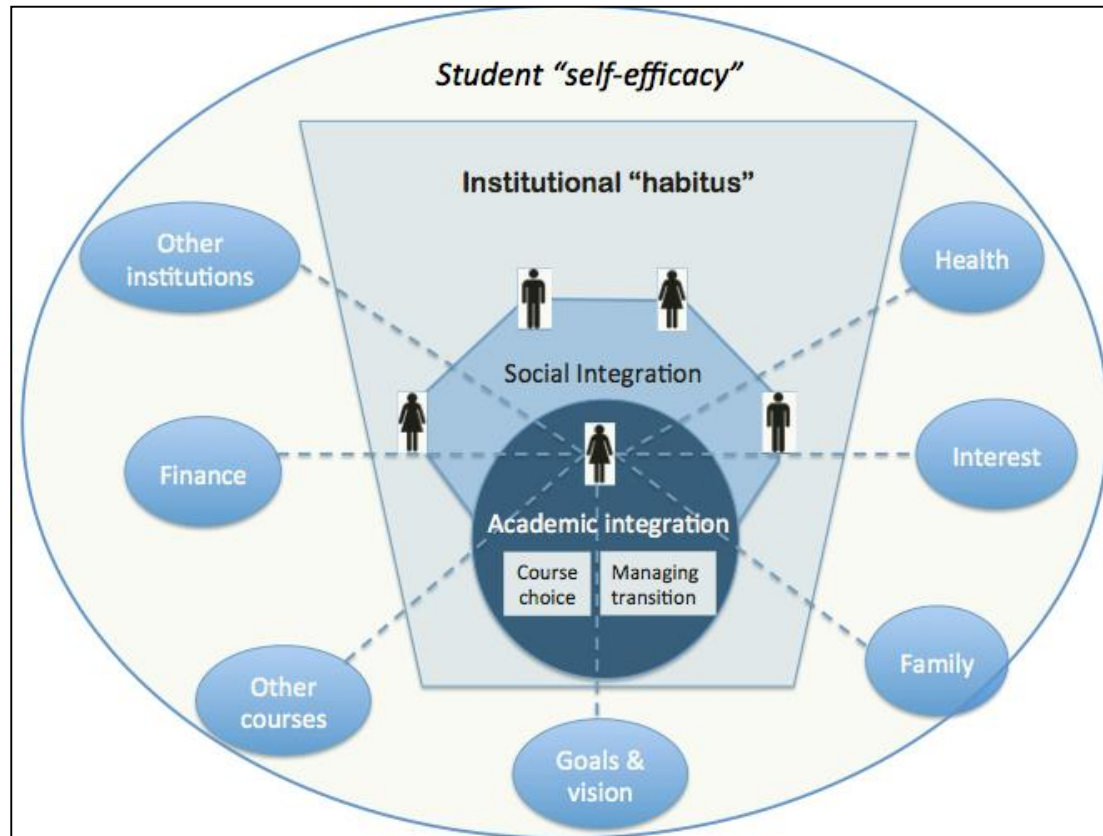 Student “self-efficacy”
Institutional “habitus”
Other
institutions
Health
Social Integration
Finance
Interest
Academic integration
Course
choice
Managing
transition
Family
Other
courses
Goals &
vision